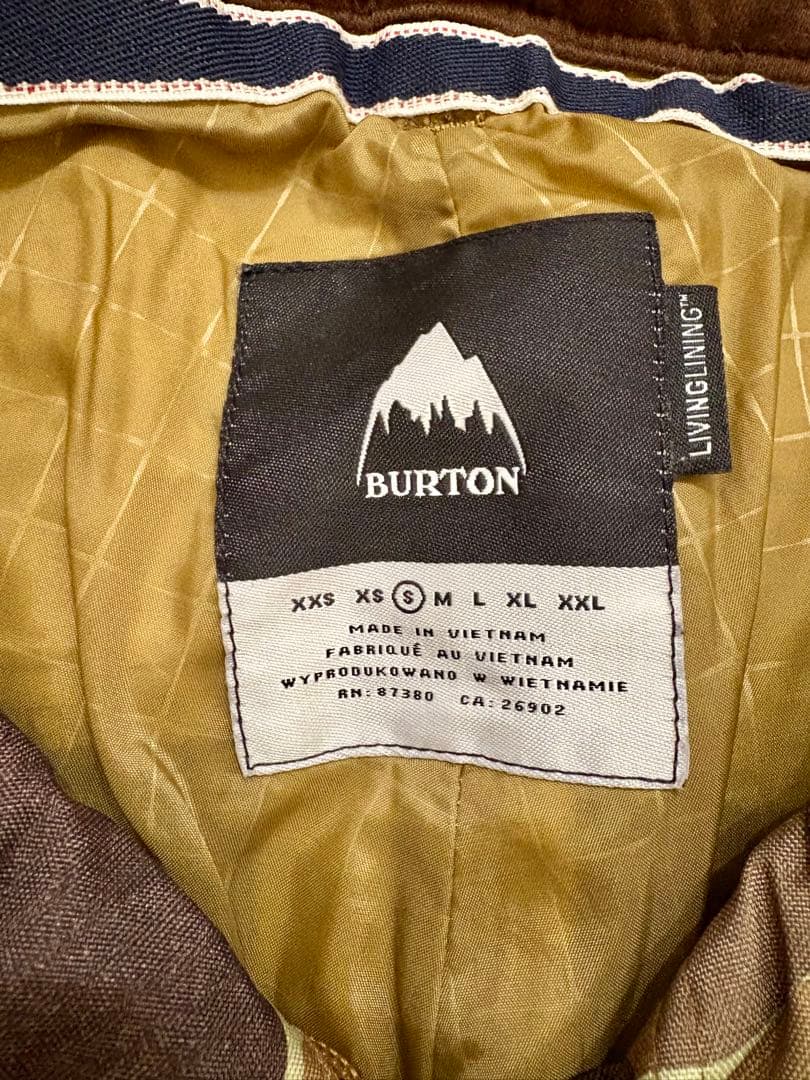 BURTON
LIVINGLINING™
XXS XS S M L XL XXL
MADE IN VIETNAM
FABRIQUÉ AU VIETNAM
WYPRODUKOWANO W WIETNAMIE
RN: 87380 CA: 26902